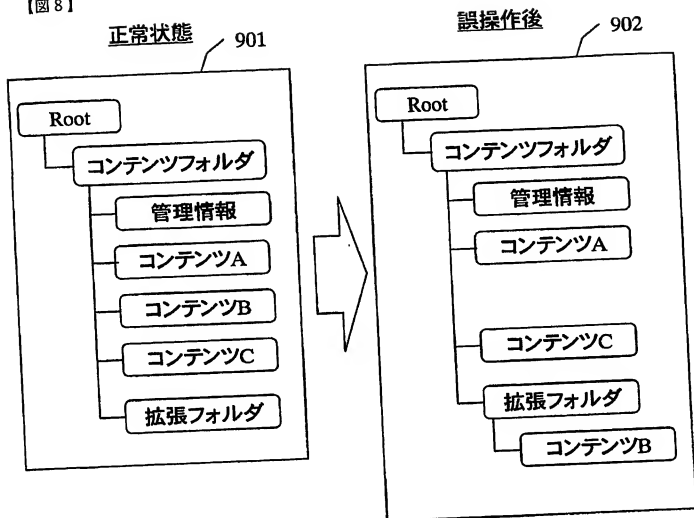 【図8】
正常状態
901
Root
コンテンツフォルダ
管理情報
コンテンツA
コンテンツB
コンテンツC
拡張フォルダ
誤操作後
902
Root
コンテンツフォルダ
管理情報
コンテンツA
コンテンツC
拡張フォルダ
コンテンツB